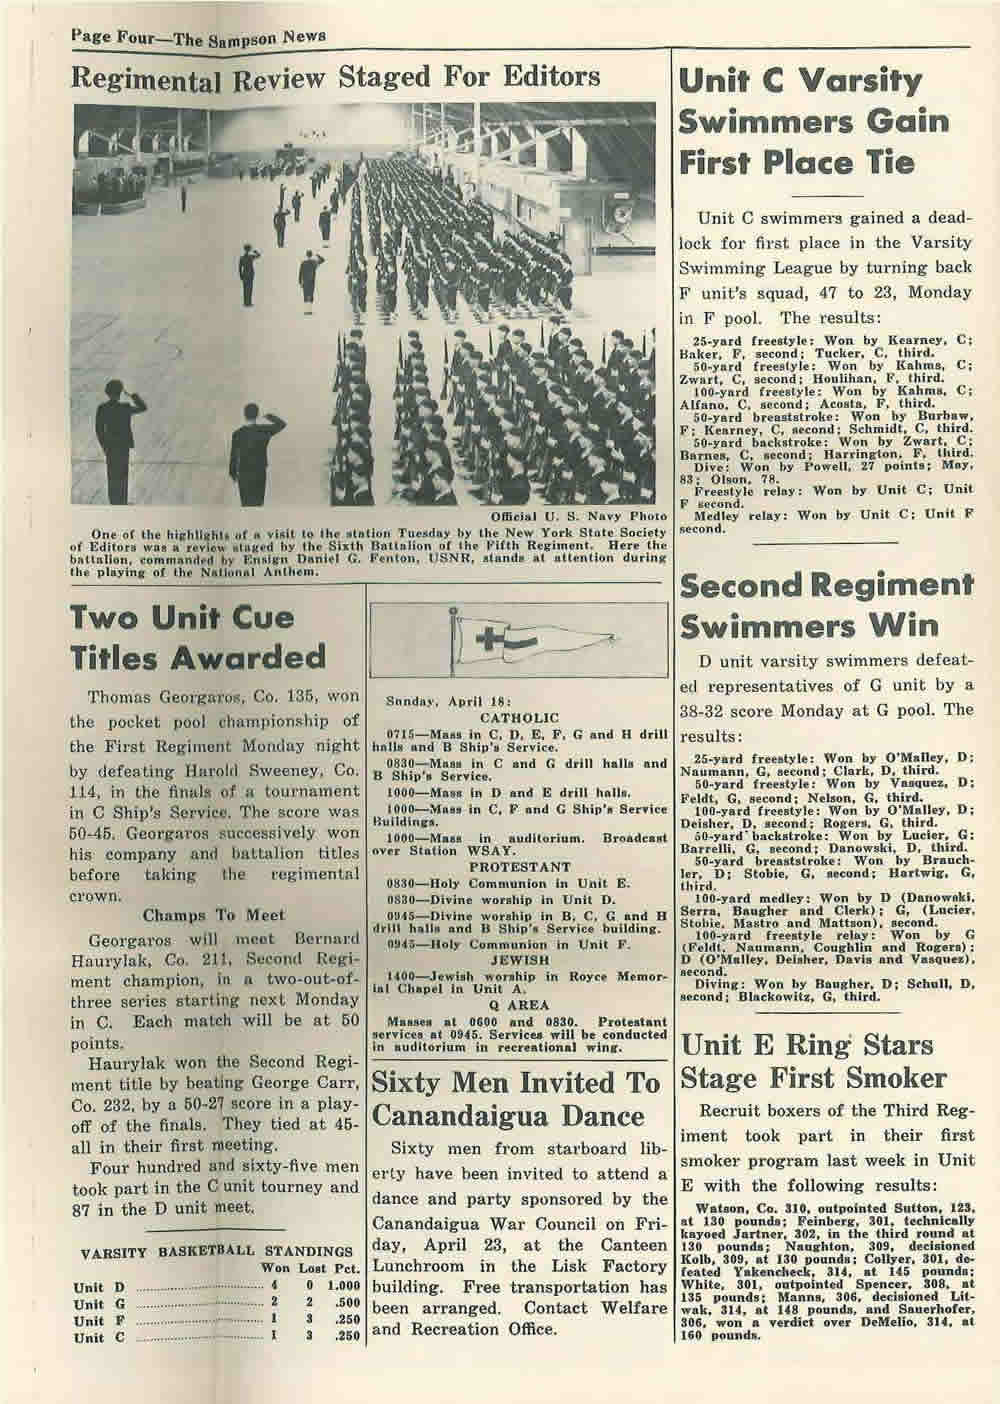 Page Four—The Sampson News
Regimental Review Staged For Editors
Official U. S. Navy Photo
One of the highlights of a visit to the station Tuesday by the New York State Society
of Editors was a review staged by the Sixth Battalion of the Fifth Regiment. Here the
battalion, commanded by Ensign Daniel G. Fenton, USNR, stands at attention during
the playing of the National Anthem.
Two Unit Cue
Titles Awarded
Thomas Georgaros, Co. 135, won
the pocket pool championship of
the First Regiment Monday night
by defeating Harold Sweeney, Co.
114, in the finals of a tournament
in C Ship's Service. The score was
50-45. Georgaros successively won
his company and battalion titles
before taking the regimental
crown.
Champs To Meet
Georgaros will meet Bernard
Haurylak, Co. 211, Second Regi-
ment champion, in a two-out-of-
three series starting next Monday
in C. Each match will be at 50
points.
Haurylak won the Second Regi-
ment title by beating George Carr,
Co. 232, by a 50-27 score in a play-
off of the finals. They tied at 45-
all in their first meeting.
Four hundred and sixty-five men
took part in the C unit tourney and
87 in the D unit meet.
VARSITY BASKETBALL STANDINGS
Won Lost Pct.
Unit D 4 0 1.000
Unit G 2 2 .500
Unit F 1 3 .250
Unit C 1 3 .250
Sunday, April 18:
CATHOLIC
0715—Mass in C, D, E, F, G and H drill
halls and B Ship's Service.
0830—Mass in C and G drill halls and
B Ship's Service.
1000—Mass in D and E drill halls.
1000—Mass in C, F and G Ship's Service
Buildings.
1000—Mass in auditorium. Broadcast
over Station WSAY.
PROTESTANT
0830—Holy Communion in Unit E.
0830—Divine worship in Unit D.
0945—Divine worship in B, C, G and H
drill halls and B Ship's Service building.
0945—Holy Communion in Unit F.
JEWISH
1400—Jewish worship in Royce Memor-
ial Chapel in Unit A.
Q AREA
Masses at 0600 and 0830. Protestant
services at 0945. Services will be conducted
in auditorium in recreational wing.
Sixty Men Invited To
Canandaigua Dance
Sixty men from starboard lib-
erty have been invited to attend a
dance and party sponsored by the
Canandaigua War Council on Fri-
day, April 23, at the Canteen
Lunchroom in the Lisk Factory
building. Free transportation has
been arranged. Contact Welfare
and Recreation Office.
Unit C Varsity
Swimmers Gain
First Place Tie
Unit C swimmers gained a dead-
lock for first place in the Varsity
Swimming League by turning back
F unit's squad, 47 to 23, Monday
in F pool. The results:
25-yard freestyle: Won by Kearney, C;
Baker, F, second; Tucker, C, third.
50-yard freestyle: Won by Kahms, C;
Zwart, C, second; Houlihan, F, third.
100-yard freestyle: Won by Kahms, C;
Alfano, C, second; Acosta, F, third.
50-yard breaststroke: Won by Burbaw,
F; Kearney, C, second; Schmidt, C, third.
50-yard backstroke: Won by Zwart, C;
Barnes, C, second; Harrington, F, third.
Dive: Won by Powell, 27 points; May,
83; Olson, 78.
Freestyle relay: Won by Unit C; Unit
F second.
Medley relay: Won by Unit C; Unit F
second.
Second Regiment
Swimmers Win
D unit varsity swimmers defeat-
ed representatives of G unit by a
38-32 score Monday at G pool. The
results:
25-yard freestyle: Won by O'Malley, D;
Naumann, G, second; Clark, D, third.
50-yard freestyle: Won by Vasquez, D;
Feldt, G, second; Nelson, G, third.
100-yard freestyle: Won by O'Malley, D;
Deisher, D, second; Rogers, G, third.
50-yard backstroke: Won by Lucier, G;
Barrelli, G, second; Danowski, D, third.
50-yard breaststroke: Won by Brauch-
ler, D; Stobie, G, second; Hartwig, G,
third.
100-yard medley: Won by D (Danowski,
Serra, Baugher and Clerk); G, (Lucier,
Stobie, Mastro and Mattson), second.
100-yard freestyle relay: Won by G
(Feldt, Naumann, Coughlin and Rogers);
D (O'Malley, Deisher, Davis and Vasquez),
second.
Diving: Won by Baugher, D; Schull, D,
second; Blackowitz, G, third.
Unit E Ring Stars
Stage First Smoker
Recruit boxers of the Third Reg-
iment took part in their first
smoker program last week in Unit
E with the following results:
Watson, Co. 310, outpointed Sutton, 123,
at 130 pounds; Feinberg, 301, technically
kayoed Jartner, 302, in the third round at
130 pounds; Naughton, 309, decisioned
Kolb, 309, at 130 pounds; Collyer, 301, de-
feated Yakencheck, 314, at 145 pounds;
White, 301, outpointed Spencer, 308, at
135 pounds; Manns, 306, decisioned Lit-
wak, 314, at 148 pounds, and Sauerhofer,
306, won a verdict over DeMelio, 314, at
160 pounds.